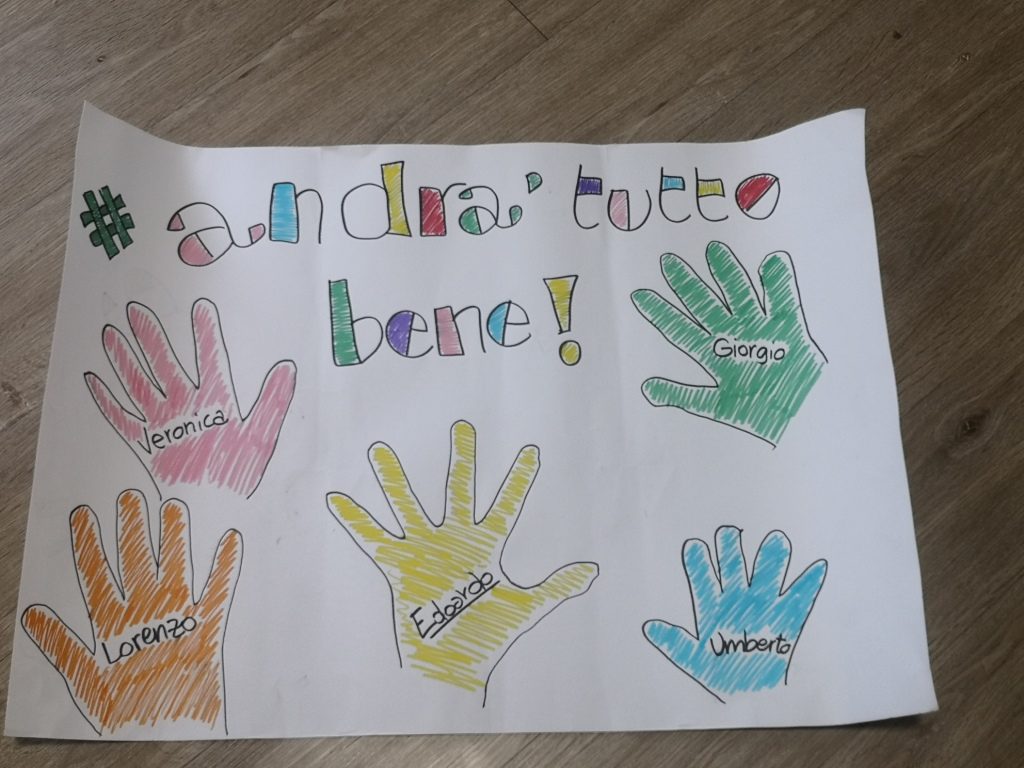 #andra' tutto
bene!
Giorgio
Veronica
Edoardo
Lorenzo
Umberto